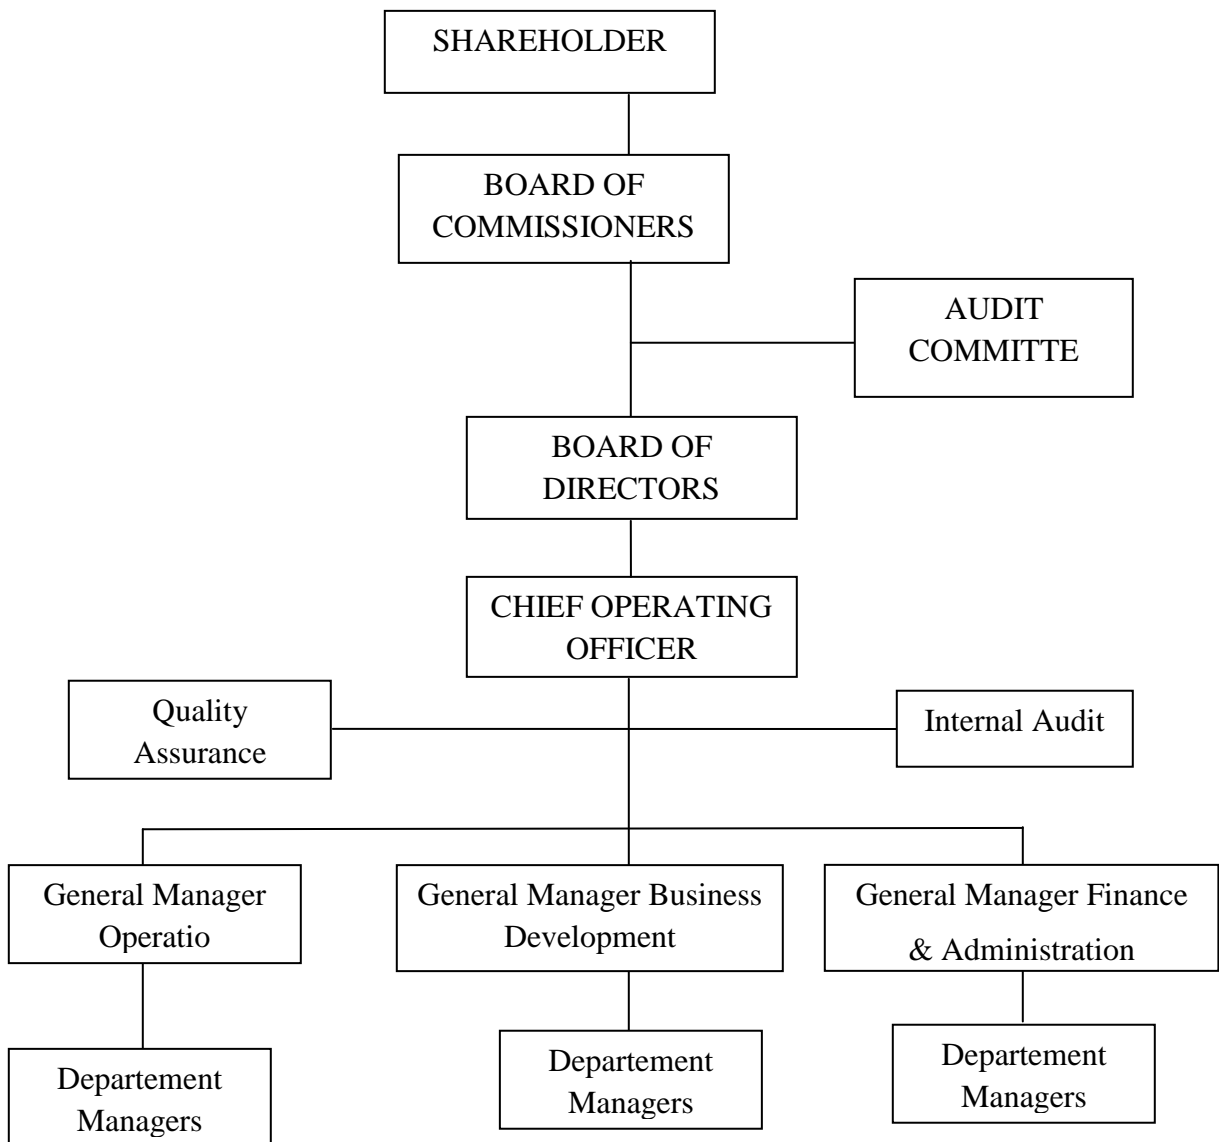 SHAREHOLDER
BOARD OF
COMMISSIONERS
AUDIT
COMMITTE
BOARD OF
DIRECTORS
CHIEF OPERATING
OFFICER
Quality
Assurance
Internal Audit
General Manager
Operatio
General Manager Business
Development
General Manager Finance
& Administration
Departement
Managers
Departement
Managers
Departement
Managers